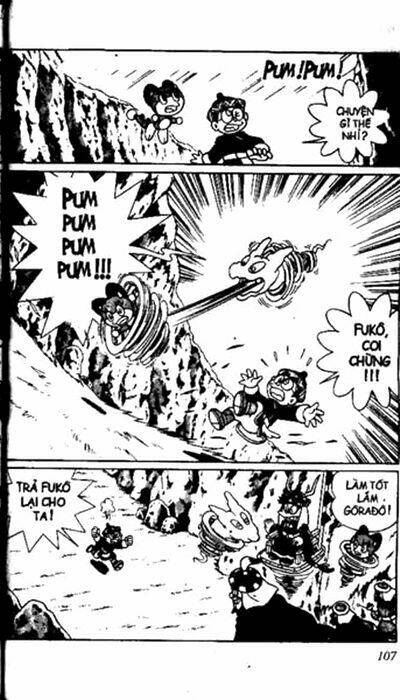 PUM! PUM!
CHUYỆN
GÌ THẾ
NHỈ?
PUM
PUM
PUM
PUM!!!
FUKÔ,
COI
CHỪNG
!!!
TRẢ FUKÔ
LẠI CHO
TA!
LÀM TỐT
LẮM,
GÔRAĐÔ!
107